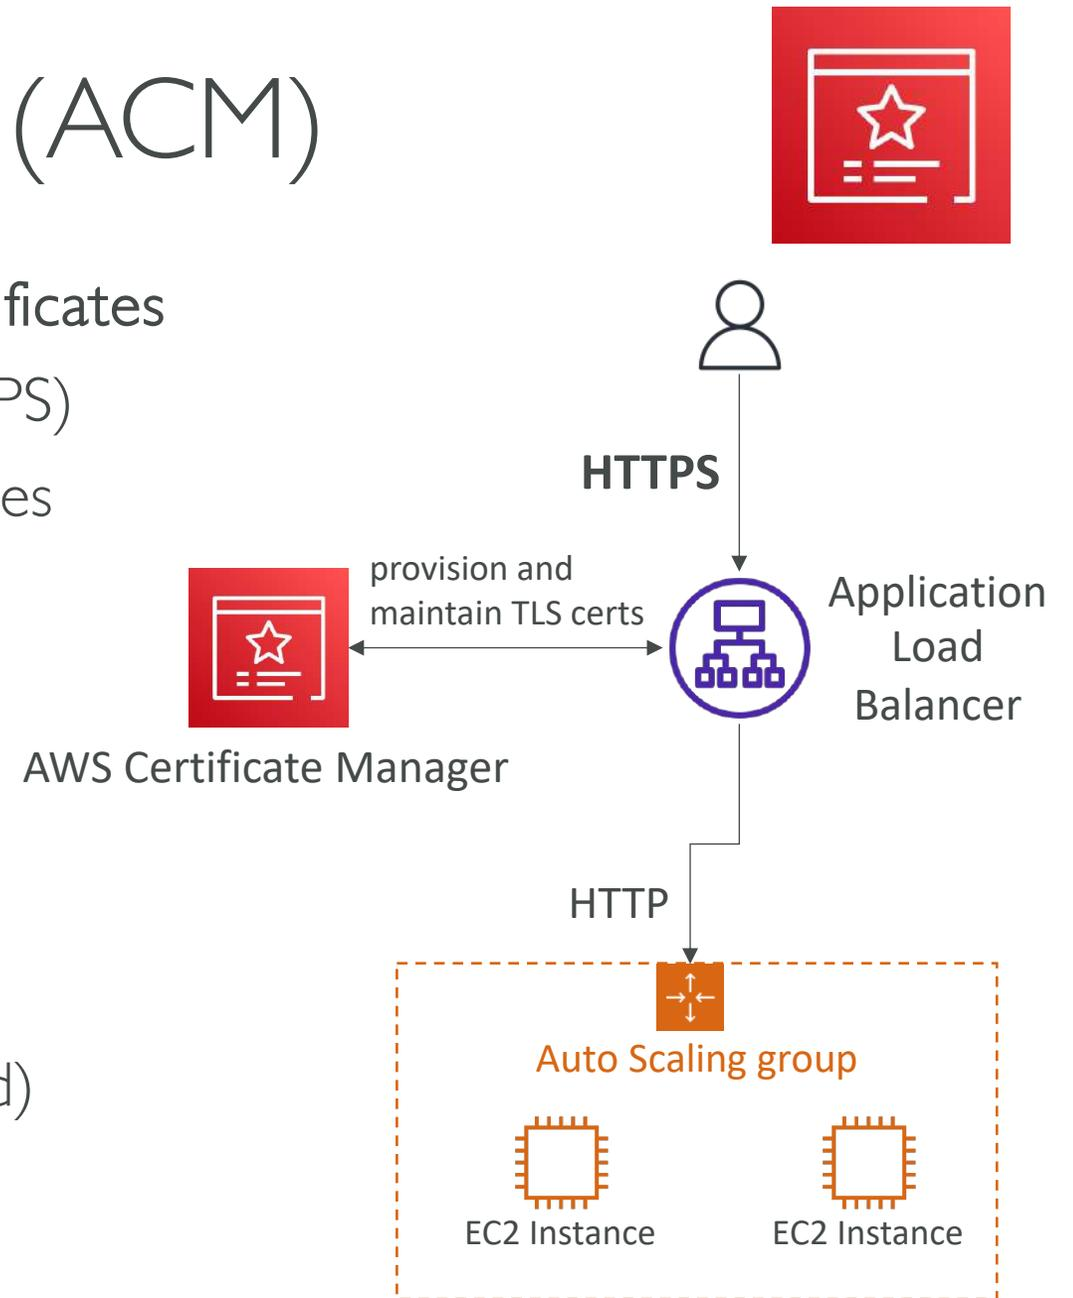 (ACM)
ficates
PS)
es
HTTPS
provision and
maintain TLS certs
Application
Load
Balancer
AWS Certificate Manager
HTTP
d)
Auto Scaling group
EC2 Instance
EC2 Instance